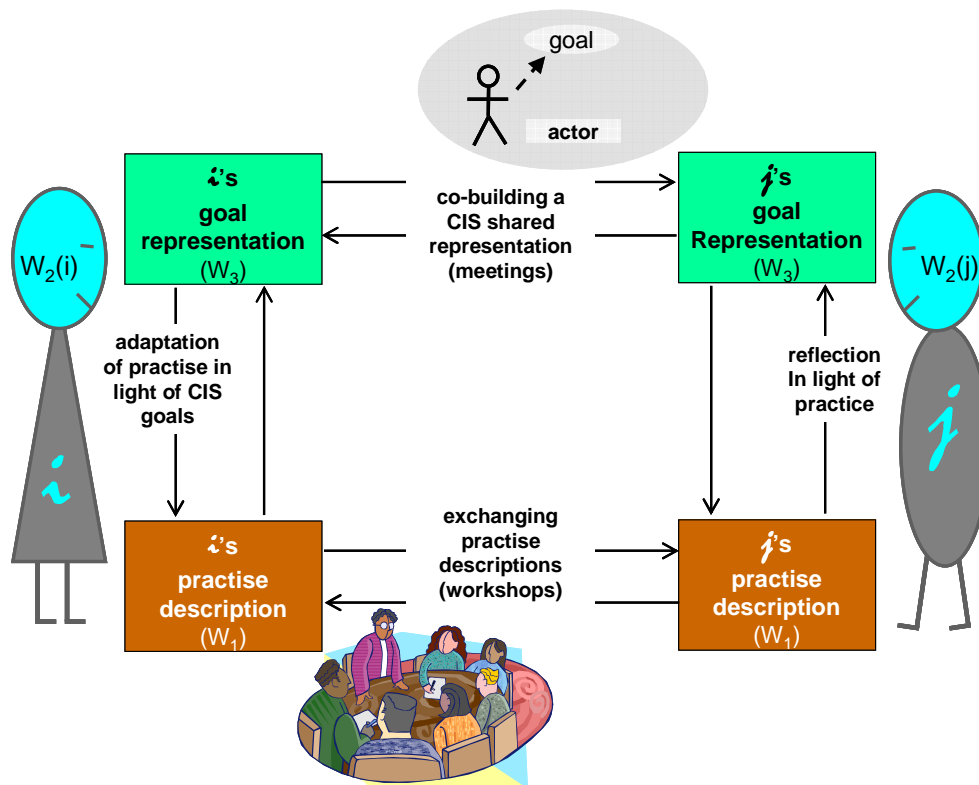 goal
actor
i's
goal
representation
(W3)
co-building a
CIS shared
representation
(meetings)
j's
goal
Representation
(W3)
W2(i)
W2(j)
adaptation
of practise in
light of CIS
goals
reflection
In light of
practice
i
j
i's
practise
description
(W1)
exchanging
practise
descriptions
(workshops)
j's
practise
description
(W1)